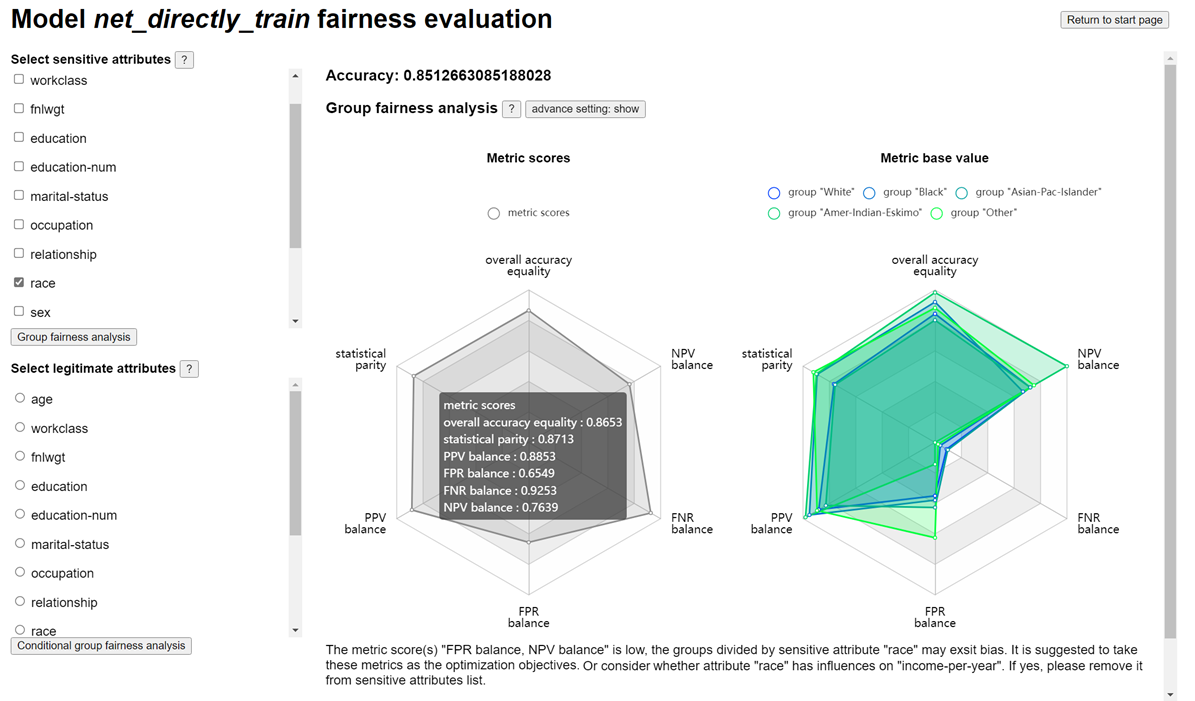 Model net_directly_train fairness evaluation
Return to start page
Select sensitive attributes ?
workclass
fnlwgt
education
education-num
marital-status
occupation
relationship
race
sex
Group fairness analysis
Select legitimate attributes ?
age
workclass
fnlwgt
education
education-num
marital-status
occupation
relationship
race
Conditional group fairness analysis
Accuracy: 0.8512663085188028
Group fairness analysis ? advance setting: show
Metric scores
metric scores
overall accuracy
equality
statistical
parity
NPV
balance
metric scores
overall accuracy equality : 0.8653
statistical parity : 0.8713
PPV balance : 0.8853
FPR balance : 0.6549
FNR balance : 0.9253
NPV balance : 0.7639
PPV
balance
FNR
balance
FPR
balance
Metric base value
group "White" group "Black" group "Asian-Pac-Islander"
group "Amer-Indian-Eskimo" group "Other"
overall accuracy
equality
statistical
parity
NPV
balance
PPV
balance
FNR
balance
FPR
balance
The metric score(s) "FPR balance, NPV balance" is low, the groups divided by sensitive attribute "race" may exsit bias. It is suggested to take
these metrics as the optimization objectives. Or consider whether attribute "race" has influences on "income-per-year". If yes, please remove it
from sensitive attributes list.